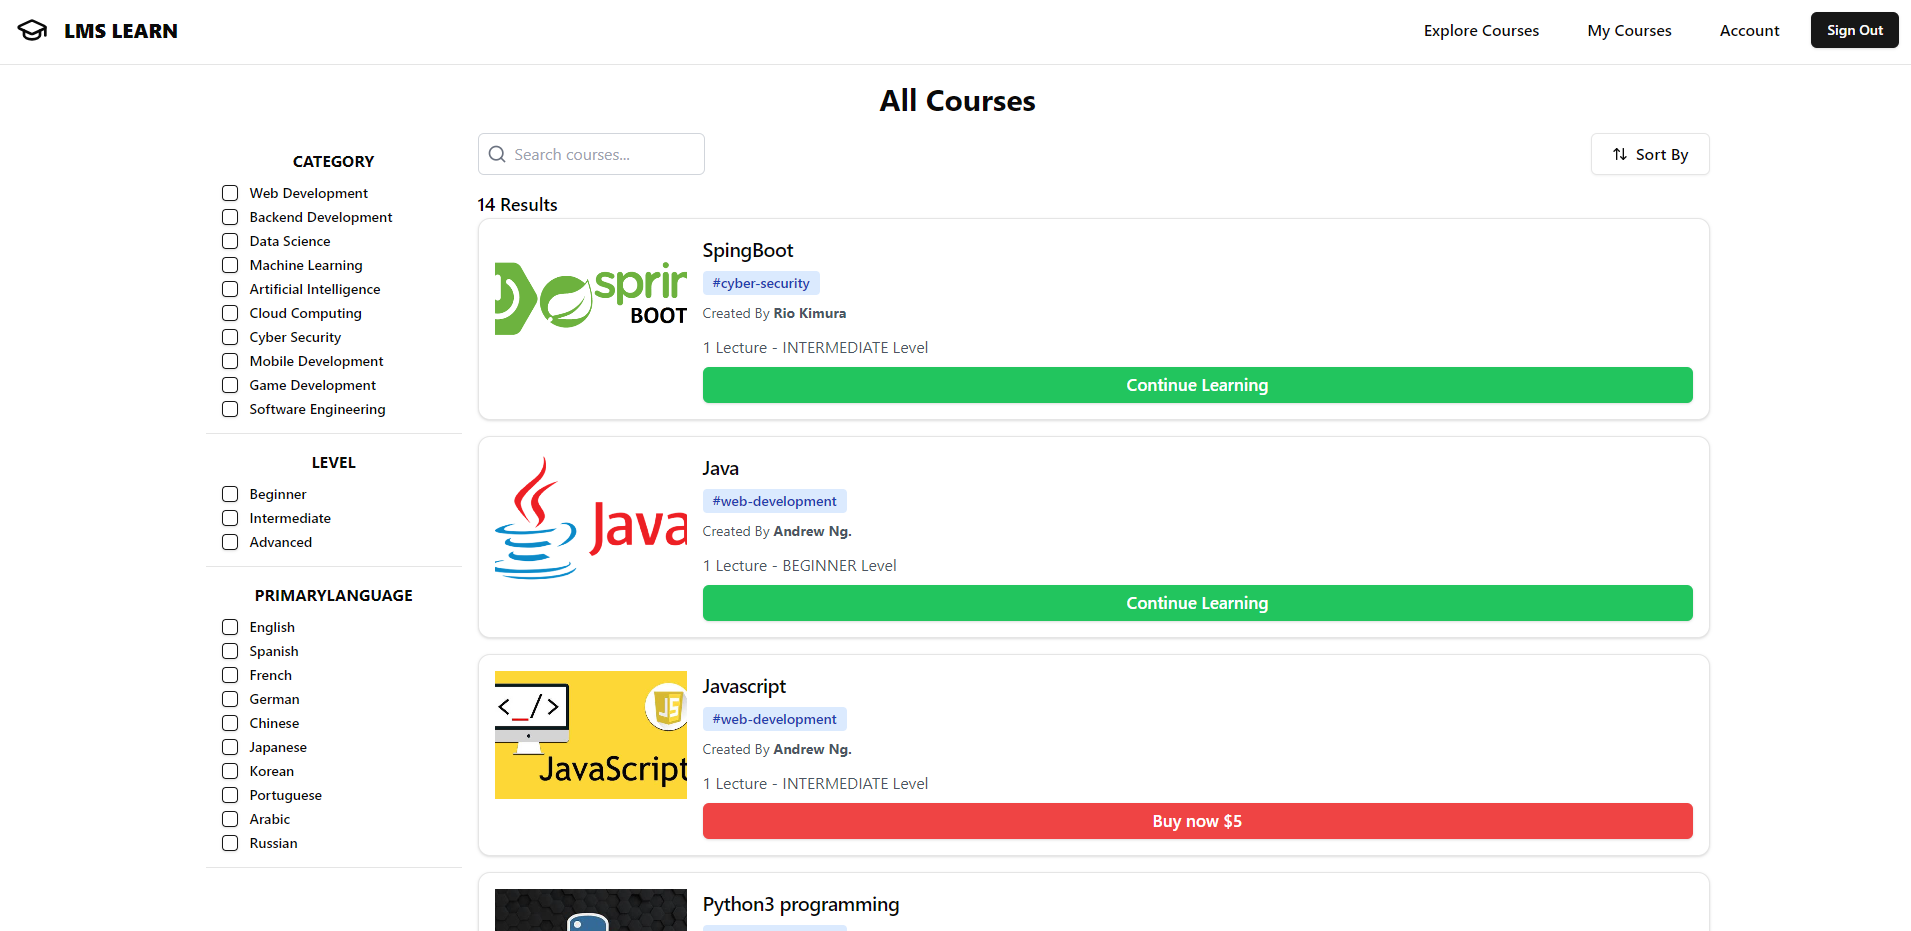 LMS LEARN
Explore Courses
My Courses
Account
Sign Out
All Courses
CATEGORY
Web Development
Backend Development
Data Science
Machine Learning
Artificial Intelligence
Cloud Computing
Cyber Security
Mobile Development
Game Development
Software Engineering
LEVEL
Beginner
Intermediate
Advanced
PRIMARYLANGUAGE
English
Spanish
French
German
Chinese
Japanese
Korean
Portuguese
Arabic
Russian
Search courses...
Sort By
14 Results
sprin
BOOT
SpingBoot
#cyber-security
Created By Rio Kimura
1 Lecture - INTERMEDIATE Level
Continue Learning
Java
Java
#web-development
Created By Andrew Ng.
1 Lecture - BEGINNER Level
Continue Learning
<_/>
JS
JavaScript
Javascript
#web-development
Created By Andrew Ng.
1 Lecture - INTERMEDIATE Level
Buy now $5
Python3 programming